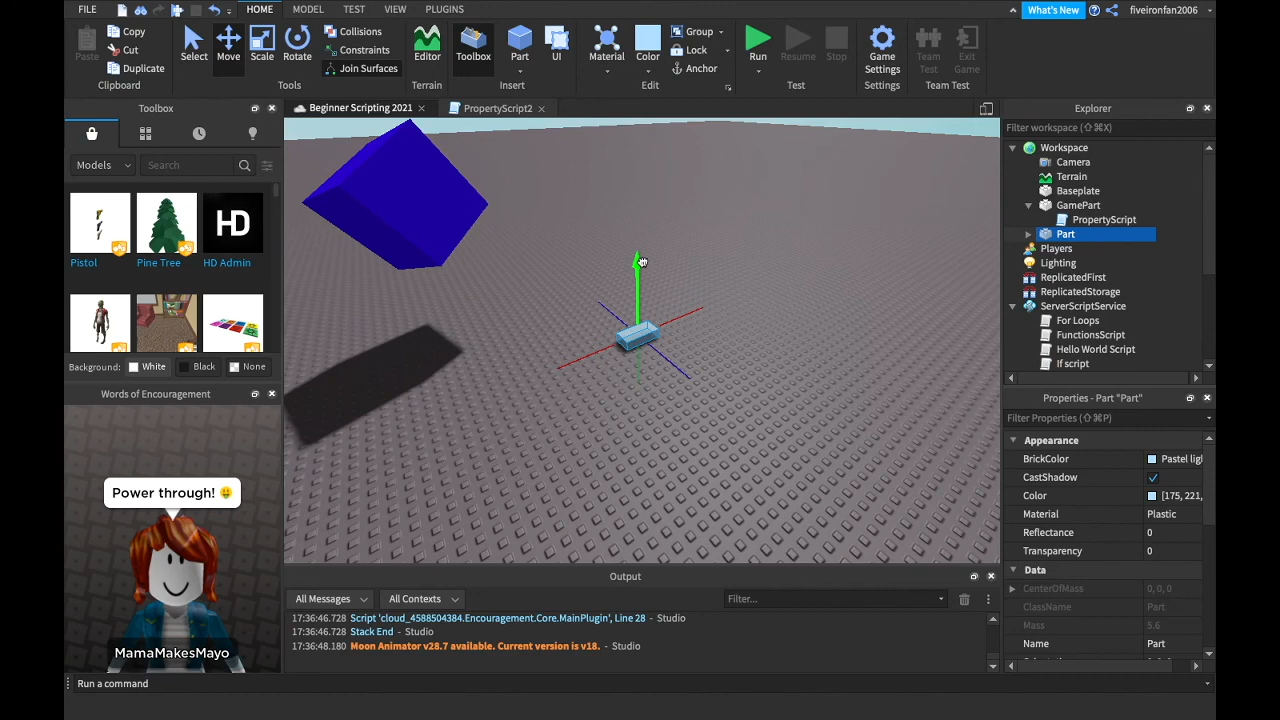 FILE
HOME
MODEL
TEST
VIEW
PLUGINS
What's New
fiveironfan2006
Paste
Copy
Cut
Duplicate
Clipboard
Select
Move
Scale
Rotate
Collisions
Constraints
Join Surfaces
Tools
Editor
Terrain
Toolbox
Part
UI
Insert
Material
Color
Group
Lock
Anchor
Edit
Run
Resume
Stop
Test
Game Settings
Settings
Team Test
Exit Game
Team Test
Toolbox
Models
Search
HD
Pistol
Pine Tree
HD Admin
Background:
White
Black
None
Words of Encouragement
Power through!
MamaMakesMayo
Beginner Scripting 2021
PropertyScript2
Output
All Messages
All Contexts
Filter...
17:36:46.728 Script 'cloud_4588504384.Encouragement.Core.MainPlugin', Line 28 - Studio
17:36:46.728 Stack End - Studio
17:36:48.180 Moon Animator v28.7 available. Current version is v18. - Studio
Run a command
Explorer
Filter workspace (⇧⌘X)
Workspace
Camera
Terrain
Baseplate
GamePart
PropertyScript
Part
Players
Lighting
ReplicatedFirst
ReplicatedStorage
ServerScriptService
For Loops
FunctionsScript
Hello World Script
If script
Properties - Part "Part"
Filter Properties (⇧⌘P)
Appearance
BrickColor Pastel lig
CastShadow
Color [175, 221,
Material Plastic
Reflectance 0
Transparency 0
Data
CenterOfMass 0, 0, 0
ClassName Part
Mass 5.6
Name Part